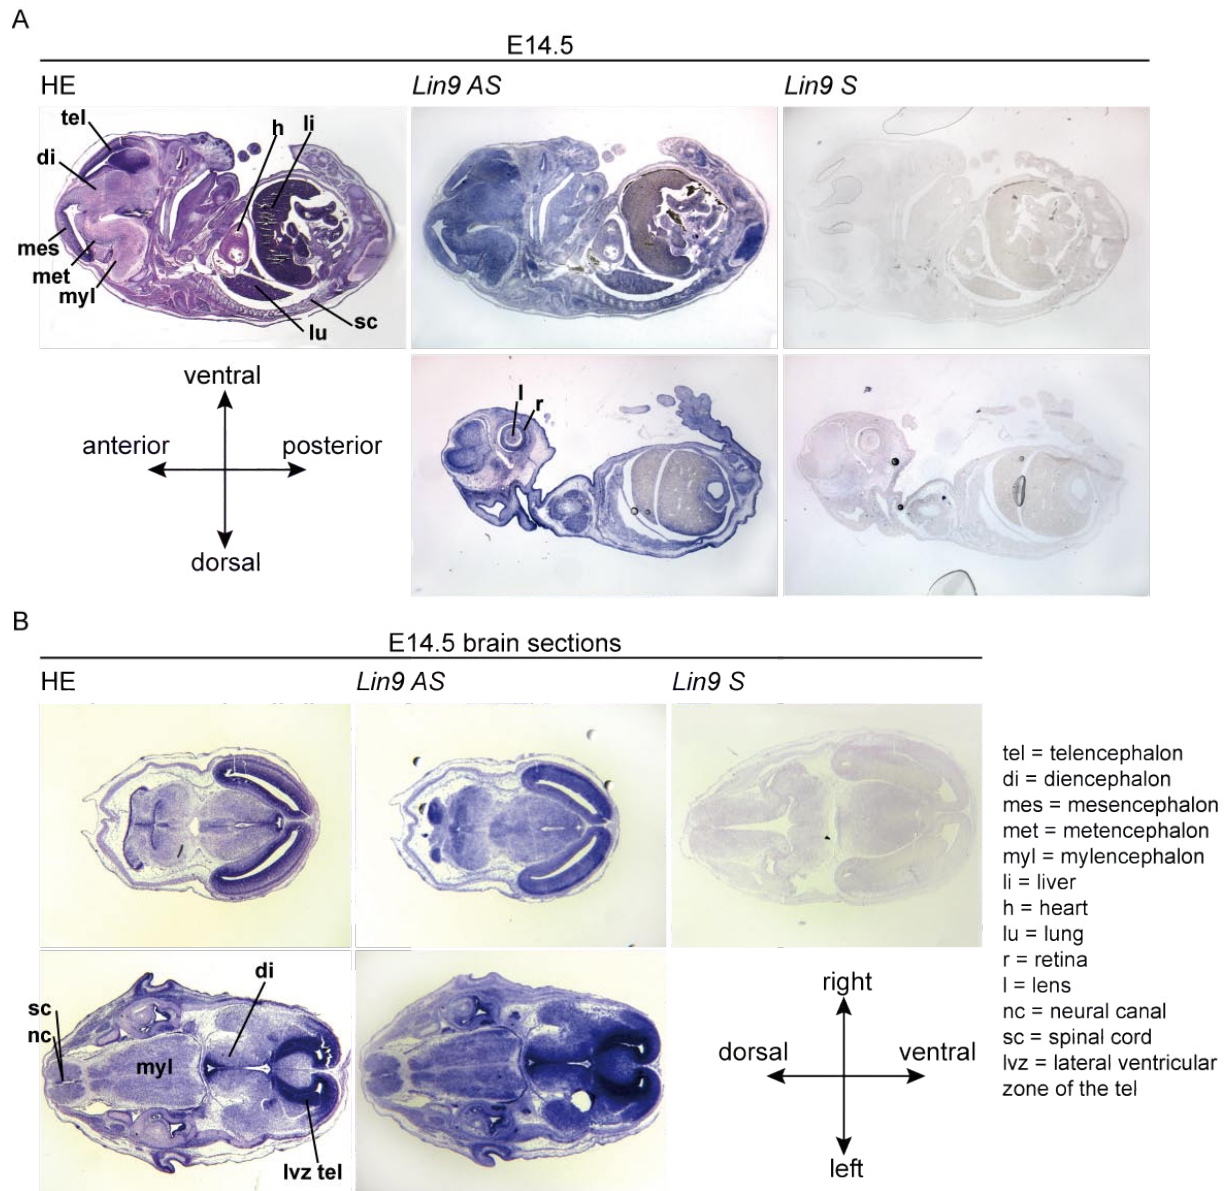 A
E14.5
HE
Lin9 AS
Lin9 S
tel
h
li
di
mes
met
myl
lu
sc
ventral
anterior
posterior
dorsal
l
r
B
E14.5 brain sections
HE
Lin9 AS
Lin9 S
sc
nc
myl
di
lvz tel
right
dorsal
ventral
left
tel = telencephalon
di = diencephalon
mes = mesencephalon
met = metencephalon
myl = mylencephalon
li = liver
h = heart
lu = lung
r = retina
l = lens
nc = neural canal
sc = spinal cord
lvz = lateral ventricular
zone of the tel